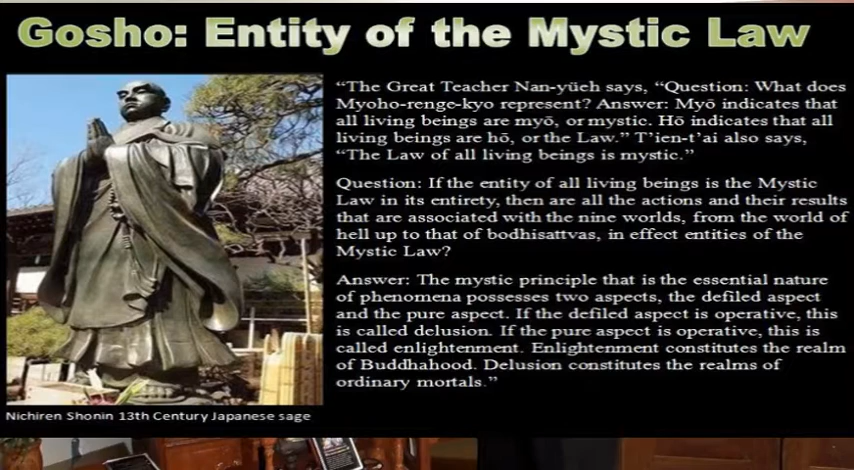 Gosho: Entity of the Mystic Law
“The Great Teacher Nan-yüeh says, “Question: What does
Myoho-renge-kyo represent? Answer: Myō indicates that
all living beings are myō, or mystic. Hō indicates that all
living beings are hō, or the Law.” T’ien-t’ai also says,
“The Law of all living beings is mystic.”
Question: If the entity of all living beings is the Mystic
Law in its entirety, then are all the actions and their results
that are associated with the nine worlds, from the world of
hell up to that of bodhisattvas, in effect entities of the
Mystic Law?
Answer: The mystic principle that is the essential nature
of phenomena possesses two aspects, the defiled aspect
and the pure aspect. If the defiled aspect is operative, this
is called delusion. If the pure aspect is operative, this is
called enlightenment. Enlightenment constitutes the realm
of Buddhahood. Delusion constitutes the realms of
ordinary mortals.”
Nichiren Shonin 13th Century Japanese sage